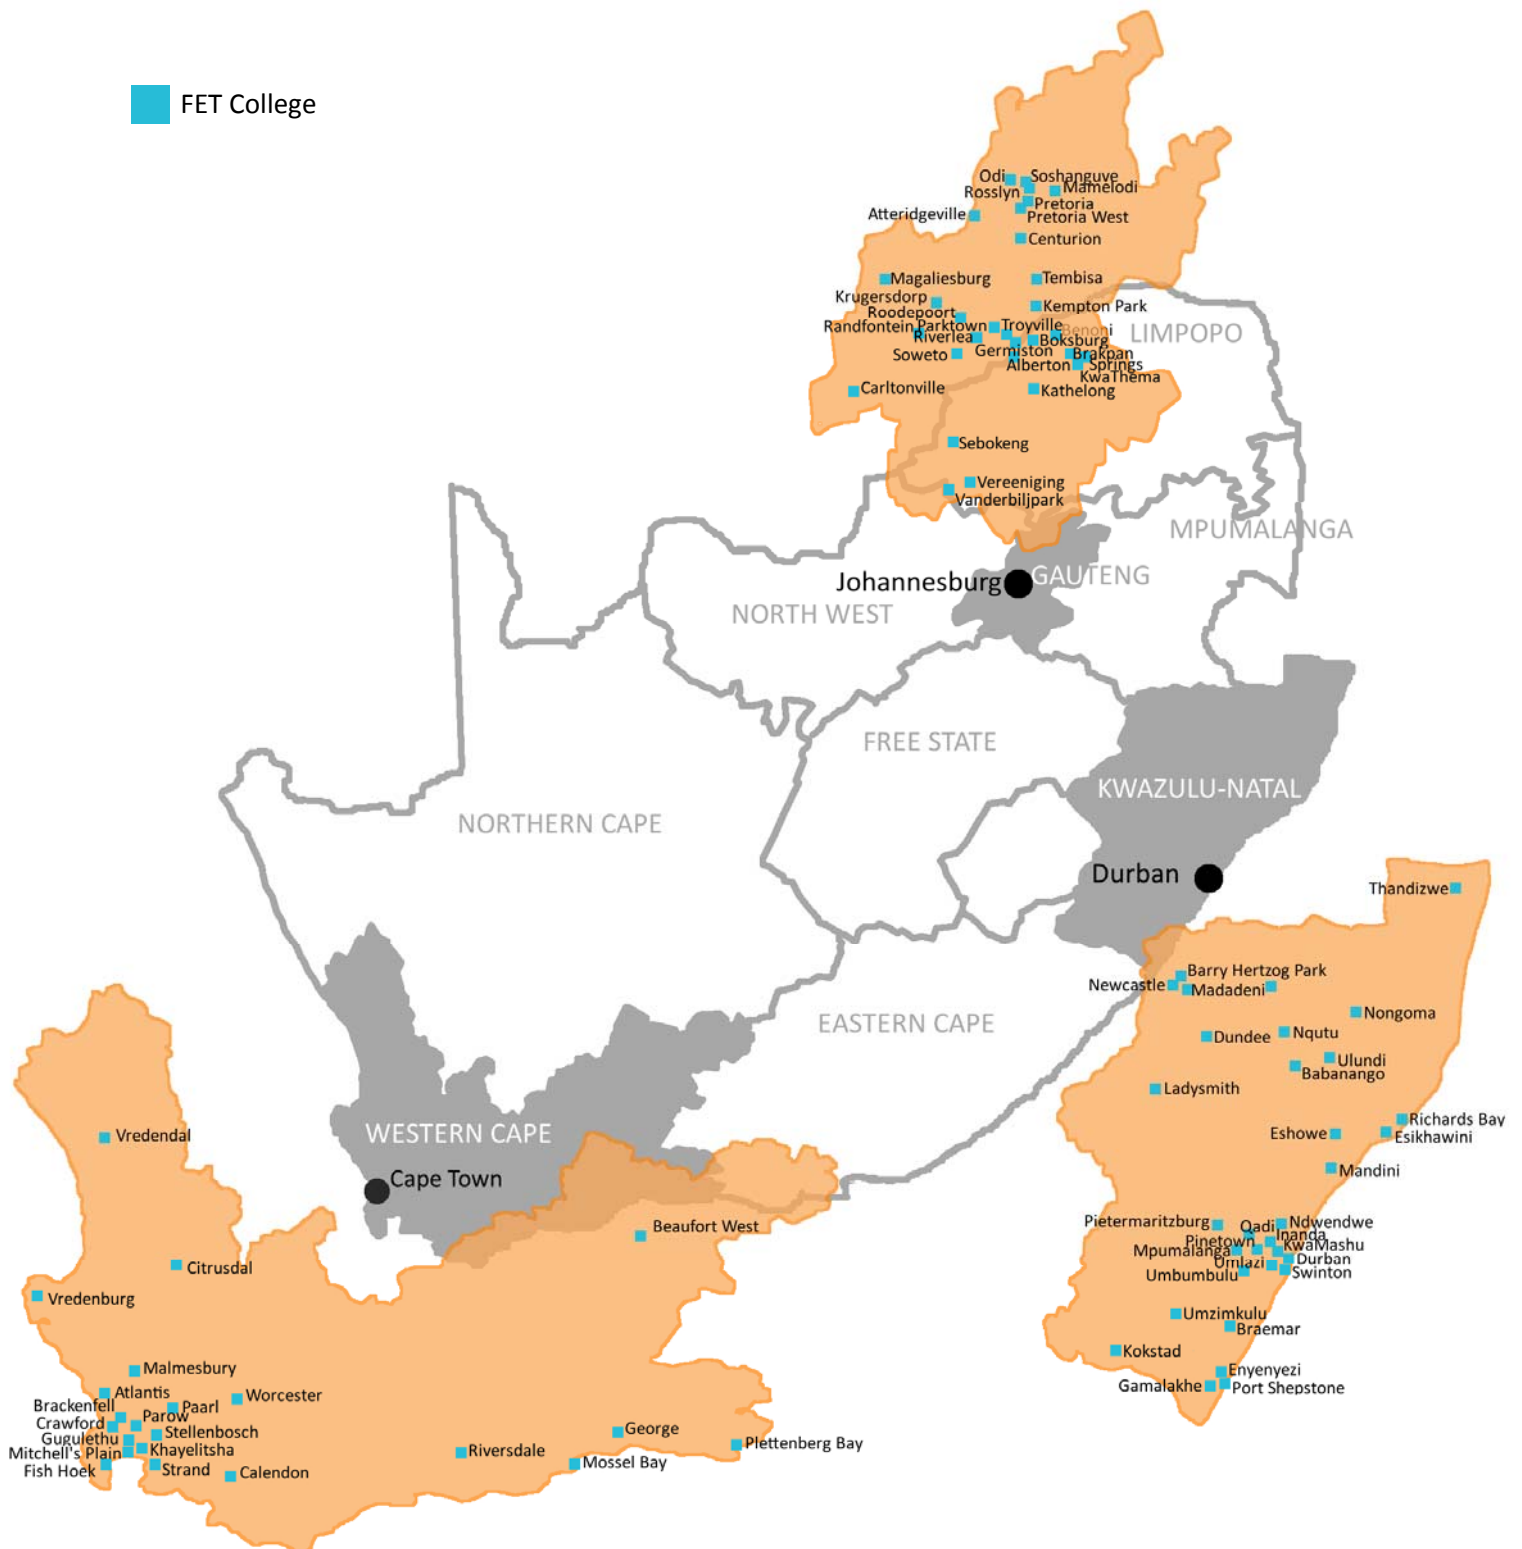 FET College
Odi
Soshanguve
Rosslyn
Mamelodi
Pretoria
Atteridgeville
Pretoria West
Centurion
Magaliesburg
Tembisa
Krugersdorp
Kempton Park
Roodepoort
Randfontein
Parktown
Troyville
Benoni
LIMPOPO
Riverlea
Boksburg
Soweto
Germiston
Brakpan
Alberton
Springs
KwaThema
Carltonville
Kathelong
Sebokeng
Vereeniging
Vanderbiljpark
MPUMALANGA
Johannesburg
GAUTENG
NORTH WEST
FREE STATE
KWAZULU-NATAL
NORTHERN CAPE
Durban
Thandizwe
Barry Hertzog Park
Newcastle
Madadeni
Nongoma
EASTERN CAPE
Dundee
Nqutu
Ulundi
Babanango
Ladysmith
Richards Bay
Eshowe
Esikhawini
WESTERN CAPE
Vredendal
Mandini
Cape Town
Pietermaritzburg
Qadi
Ndwendwe
Beaufort West
Inanda
Pinetown
KwaMashu
Mpumalanga
Durban
Umlazi
Swinton
Umbumbulu
Citrusdal
Vredenburg
Umzimkulu
Braemar
Kokstad
Malmesbury
Enyenyezi
Gamalakhe
Port Shepstone
Atlantis
Worcester
Brackenfell
Paarl
Parow
Crawford
Stellenbosch
George
Gugulethu
Plettenberg Bay
Khayelitsha
Mitchell's Plain
Riversdale
Mossel Bay
Fish Hoek
Strand
Calendon